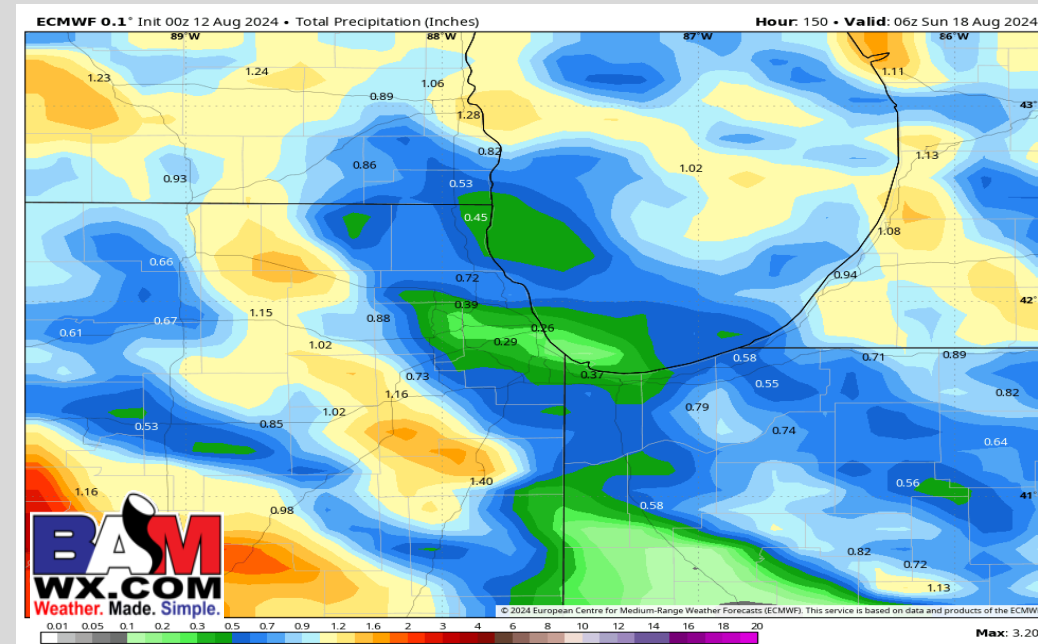 ECMWF 0.1° Init 00z 12 Aug 2024 • Total Precipitation (Inches)
Hour: 150 • Valid: 06z Sun 18 Aug 2024
89°W 88°W 87°W 86°W
1.23 1.24 1.06 1.11
0.89
43°
1.28
0.82 1.13
0.86 1.02
0.93 0.53
0.45
1.08
0.66 0.72 0.94
42°
0.39
1.15 0.88
0.61 0.67 0.26
0.29
1.02
0.58 0.71 0.89
0.73 0.37 0.55
1.16 0.82
1.02 0.79
0.53 0.85 0.74
0.64
1.40 0.56
1.16 41°
0.98 0.58
0.82
0.72
1.13
BAM
WX.COM
Weather. Made. Simple.
© 2024 European Centre for Medium-Range Weather Forecasts (ECMWF). This service is based on data and products of the ECMW
0.01 0.05 0.1 0.2 0.3 0.5 0.7 0.9 1.2 1.6 2 3 4 6 8 10 12 14 16 18 20
Max: 3.20